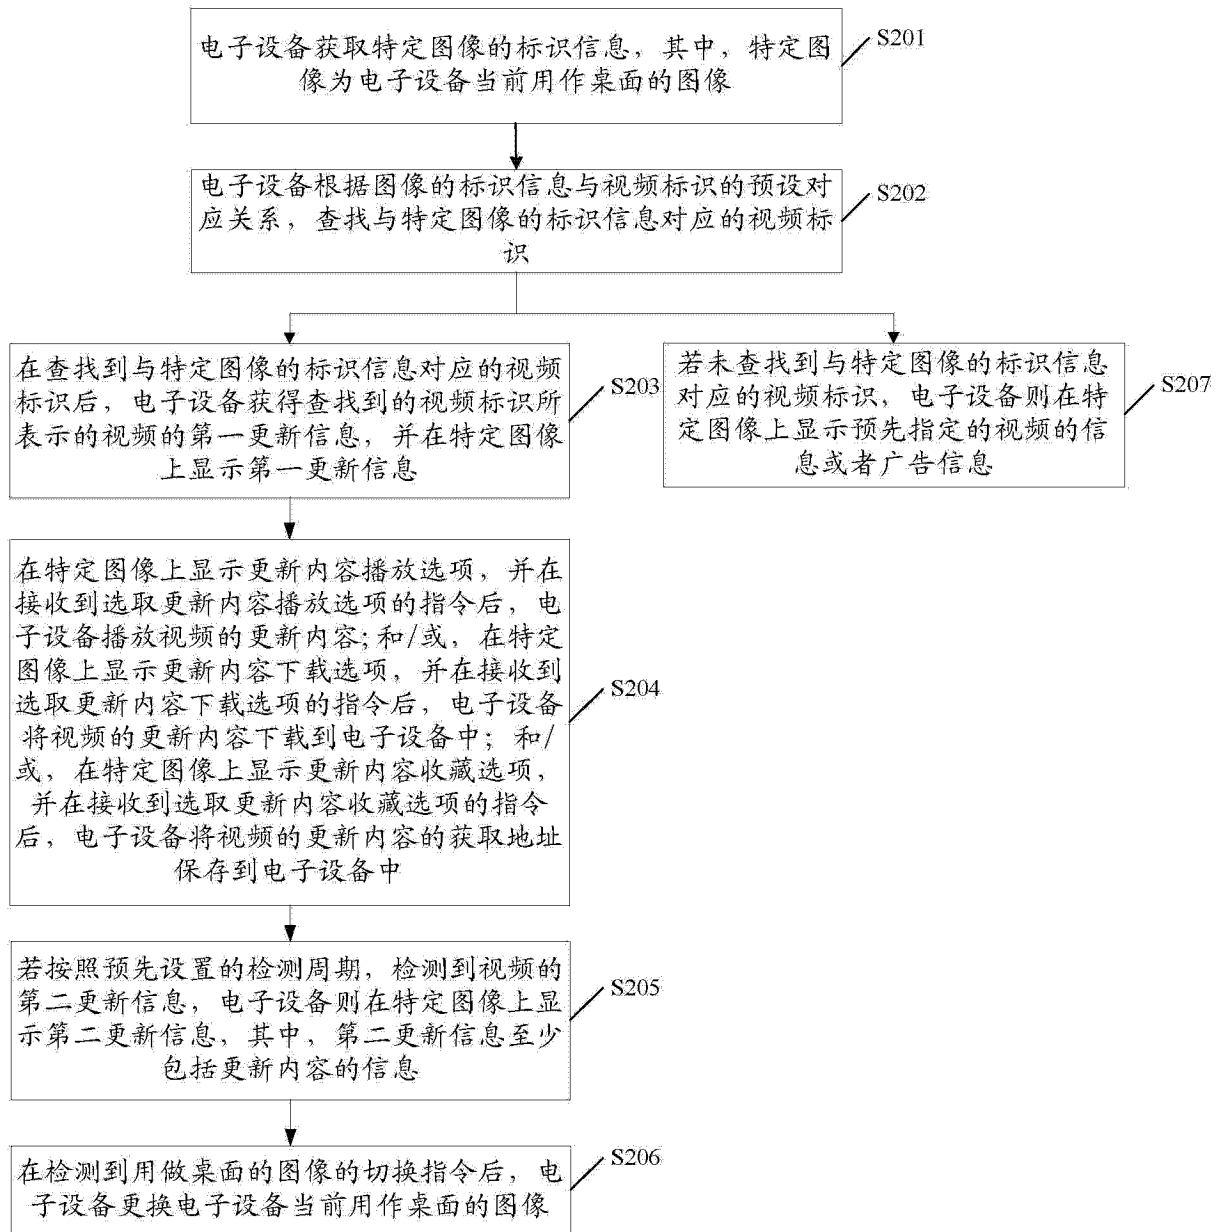 电子设备获取特定图像的标识信息，其中，特定图
像为电子设备当前用作桌面的图像
S201
电子设备根据图像的标识信息与视频标识的预设对
应关系，查找与特定图像的标识信息对应的视频标
识
S202
在查找到与特定图像的标识信息对应的视频
标识后，电子设备获得查找到的视频标识所
表示的视频的第一更新信息，并在特定图像
上显示第一更新信息
S203
若未查找到与特定图像的标识信息
对应的视频标识，电子设备则在特
定图像上显示预先指定的视频的信
息或者广告信息
S207
在特定图像上显示更新内容播放选项，并在
接收到选取更新内容播放选项的指令后，电
子设备播放视频的更新内容；和/或，在特定
图像上显示更新内容下载选项，并在接收到
选取更新内容下载选项的指令后，电子设备
将视频的更新内容下载到电子设备中；和/
或，在特定图像上显示更新内容收藏选项，
并在接收到选取更新内容收藏选项的指令
后，电子设备将视频的更新内容的获取地址
保存到电子设备中
S204
若按照预先设置的检测周期，检测到视频的
第二更新信息，电子设备则在特定图像上显
示第二更新信息，其中，第二更新信息至少
包括更新内容的信息
S205
在检测到用做桌面的图像的切换指令后，电
子设备更换电子设备当前用作桌面的图像
S206